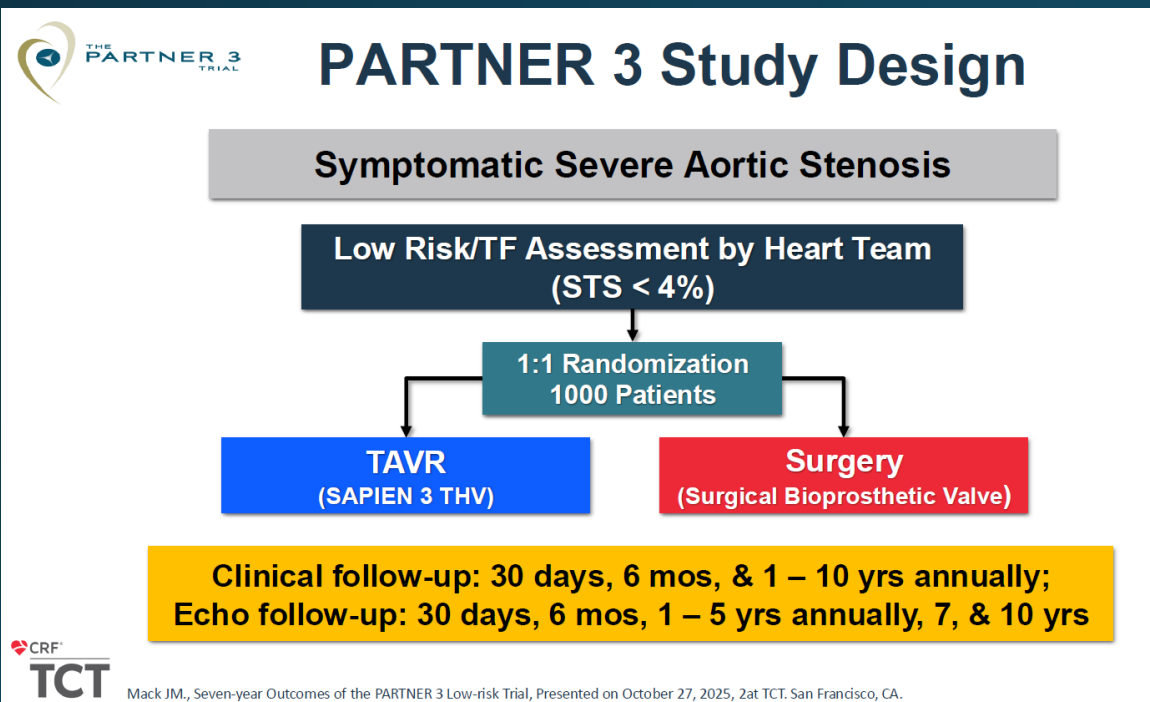 THE
PARTNER 3
TRIAL
PARTNER 3 Study Design
Symptomatic Severe Aortic Stenosis
Low Risk/TF Assessment by Heart Team
(STS < 4%)
1:1 Randomization
1000 Patients
TAVR
(SAPIEN 3 THV)
Surgery
(Surgical Bioprosthetic Valve)
Clinical follow-up: 30 days, 6 mos, & 1 – 10 yrs annually;
Echo follow-up: 30 days, 6 mos, 1 – 5 yrs annually, 7, & 10 yrs
CRF®
TCT
Mack JM., Seven-year Outcomes of the PARTNER 3 Low-risk Trial, Presented on October 27, 2025, 2at TCT. San Francisco, CA.